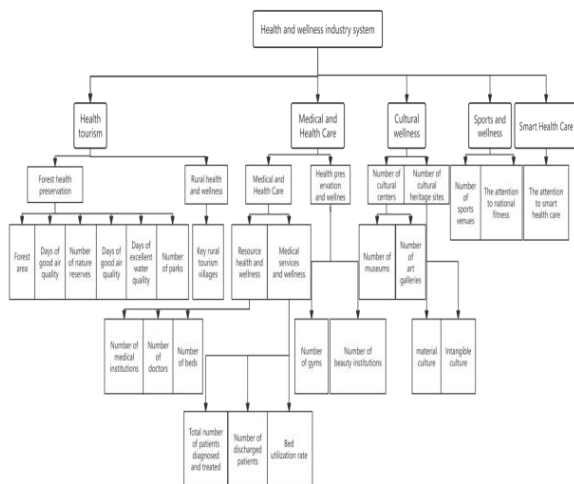 Health and wellness industry system
Health
tourism
Medical and
Health Care
Cultural
wellness
Sports and
wellness
Smart Health Care
Forest health
preservation
Rural health
and wellness
Medical and
Health Care
Health pres
ervation and
wellnes
Number of
cultural
centers
Number of
cultural
heritage sites
Number of
sports
venues
The attention
to national
fitness
The attention to
smart health
care
Forest
area
Days of
good air
quality
Number of
nature
reserves
Days of
good air
quality
Days of
excellent
water
quality
Number
of parks
Key rural
tourism
villages
Resource
health and
wellness
Medical
services
and wellness
Number of
museums
Number
of art
galleries
Number of
medical
institutions
Number
of
doctors
Number
of beds
Number
of gyms
Number of
beauty institutions
material
culture
Intangible
culture
Total number
of patients
diagnosed
and treated
Number of
discharged
patients
Bed
utilization rate